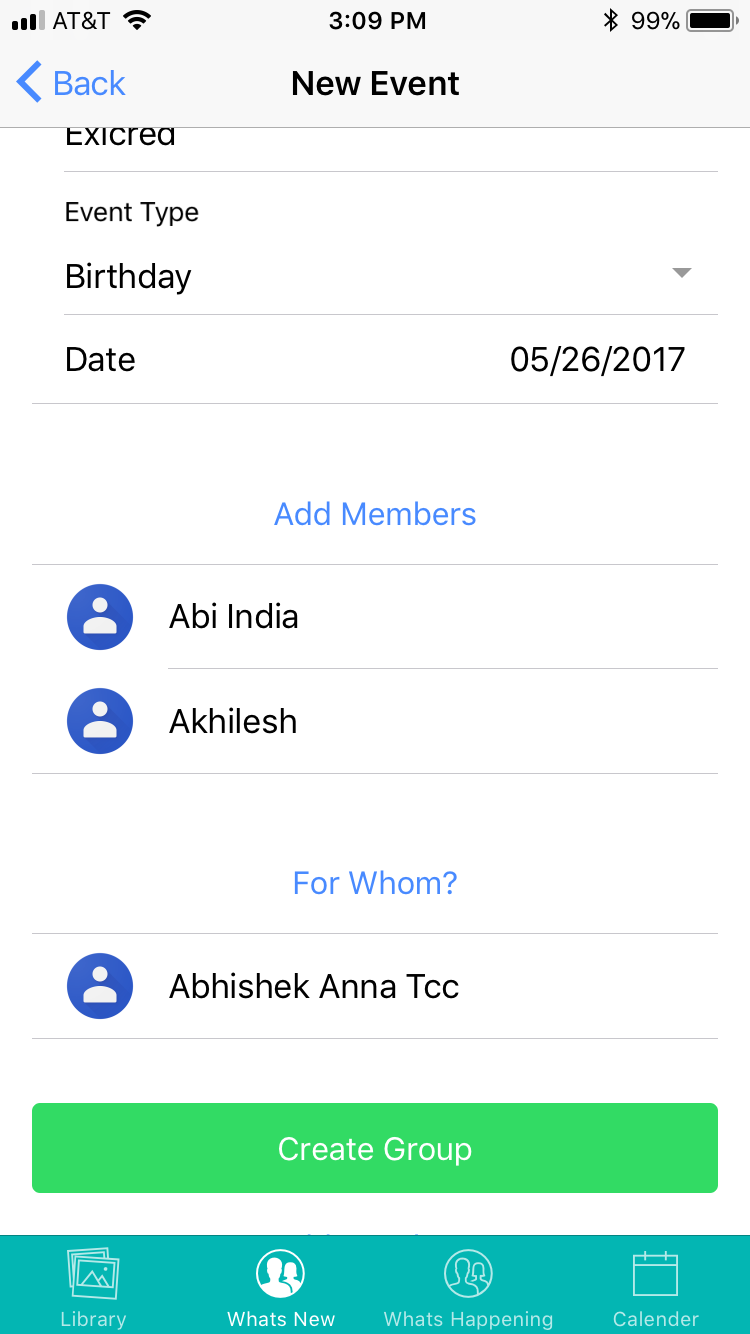 AT&T 3:09 PM 99%
Back New Event
Exicred
Event Type
Birthday
Date 05/26/2017
Add Members
Abi India
Akhilesh
For Whom?
Abhishek Anna Tcc
Create Group
Library Whats New Whats Happening Calender